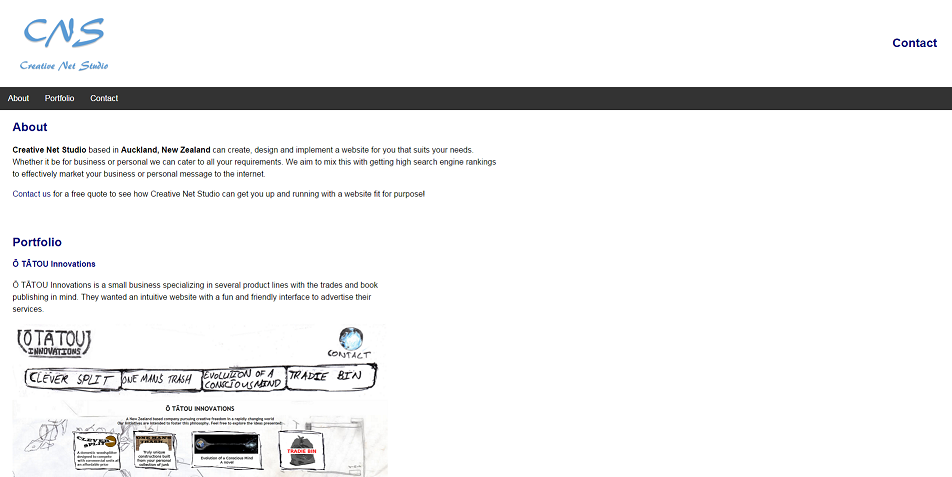 CNS
Creative Net Studio
Contact
About Portfolio Contact
About
Creative Net Studio based in Auckland, New Zealand can create, design and implement a website for you that suits your needs.
Whether it be for business or personal we can cater to all your requirements. We aim to mix this with getting high search engine rankings
to effectively market your business or personal message to the internet.
Contact us for a free quote to see how Creative Net Studio can get you up and running with a website fit for purpose!
Portfolio
Ō TĀTOU Innovations
Ō TĀTOU Innovations is a small business specializing in several product lines with the trades and book
publishing in mind. They wanted an intuitive website with a fun and friendly interface to advertise their
services.
ŌTĀTOU
INNOVATIONS
CONTACT
CLEVER SPLIT
ONE MANS TRASH
EVOLUTION OF A
CONSCIOUS MIND
TRADIE BIN
Ō TĀTOU INNOVATIONS
A New Zealand based company pursuing creative freedom in a rapidly changing world
Our initiatives are intended to foster this philosophy. Feel free to explore the ideas presented.
CLEVER
SPLIT
A domestic woodsplitter
designed to compete
with commercial units at
an affordable price
ONE MANS
TRASH
Truly unique
constructions built
from your personal
collection of junk
Evolution of a Conscious Mind
A novel
TRADIE BIN